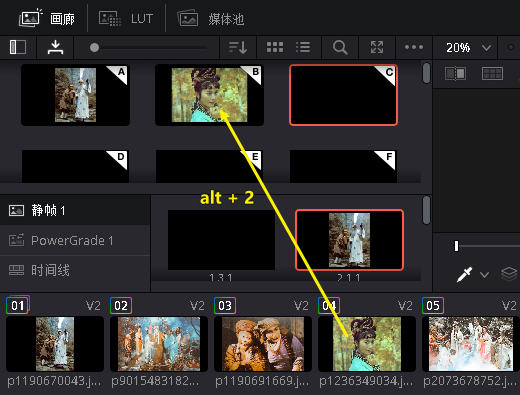 画廊 LUT 媒体池
20%
A B C
D E F
alt + 2
静帧 1
PowerGrade 1
时间线
1.3.1 2.1.1
01 V2 02 V2 03 V2 04 V2 05
p1190670043.j... p9015483182... p1190691669.j... p1236349034.j... p2073678752.j...